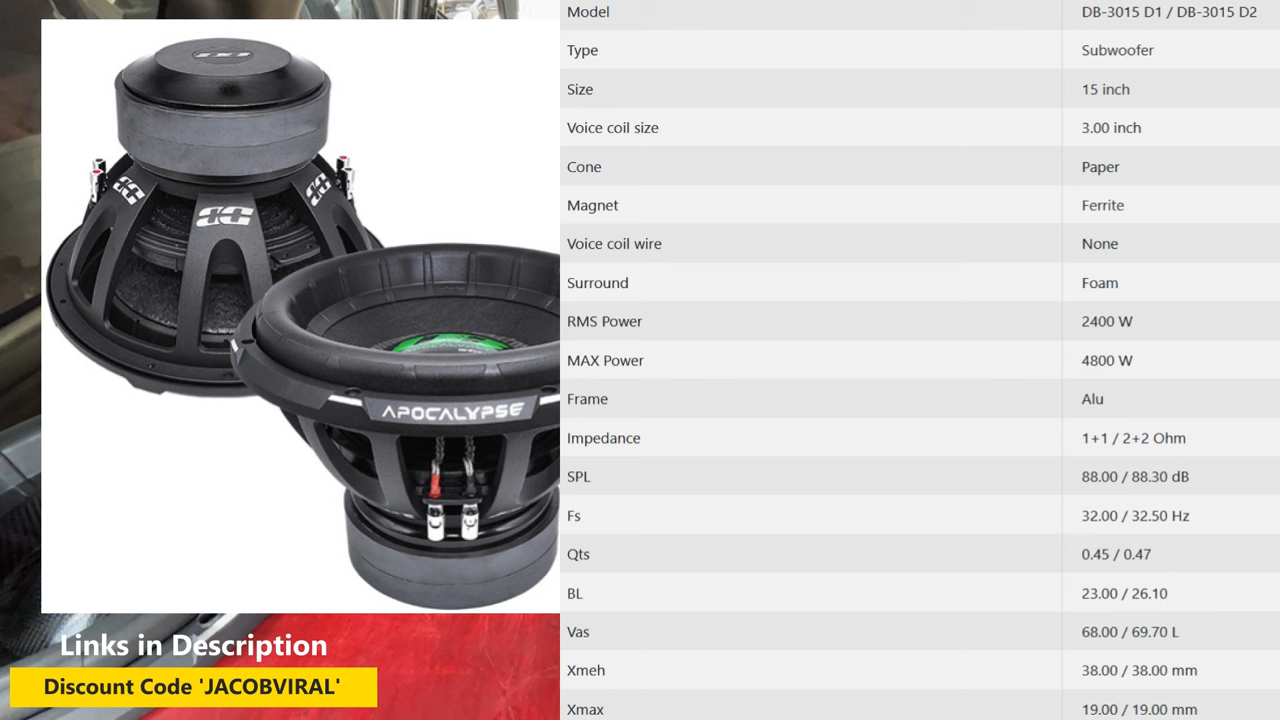 APOCALYPSE
Links in Description
Discount Code 'JACOBVIRAL'
Model DB-3015 D1 / DB-3015 D2
Type Subwoofer
Size 15 inch
Voice coil size 3.00 inch
Cone Paper
Magnet Ferrite
Voice coil wire None
Surround Foam
RMS Power 2400 W
MAX Power 4800 W
Frame Alu
Impedance 1+1 / 2+2 Ohm
SPL 88.00 / 88.30 dB
Fs 32.00 / 32.50 Hz
Qts 0.45 / 0.47
BL 23.00 / 26.10
Vas 68.00 / 69.70 L
Xmeh 38.00 / 38.00 mm
Xmax 19.00 / 19.00 mm